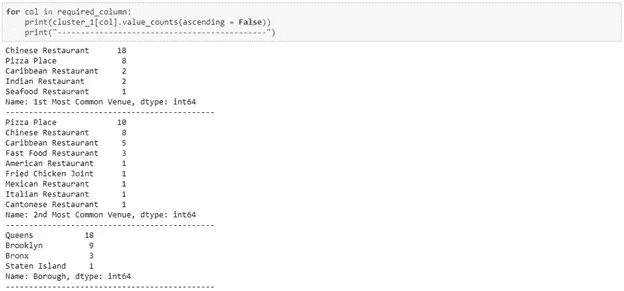 for col in required_column:
    print(cluster_1[col].value_counts(ascending = False))
    print("--------------------------------------------")
Chinese Restaurant      18
Pizza Place              8
Caribbean Restaurant     2
Indian Restaurant        2
Seafood Restaurant       1
Name: 1st Most Common Venue, dtype: int64
--------------------------------------------
Pizza Place             10
Chinese Restaurant       8
Caribbean Restaurant     5
Fast Food Restaurant     3
American Restaurant      1
Fried Chicken Joint      1
Mexican Restaurant       1
Italian Restaurant       1
Cantonese Restaurant     1
Name: 2nd Most Common Venue, dtype: int64
--------------------------------------------
Queens           18
Brooklyn          9
Bronx             3
Staten Island     1
Name: Borough, dtype: int64
--------------------------------------------